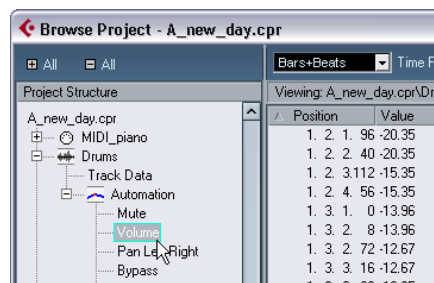 Browse Project - A_new_day.cpr
All All Bars+Beats Time F
Project Structure Viewing: A_new_day.cpr\Dr
A_new_day.cpr Position Value
MIDI_piano 1. 2. 1. 96 -20.35
Drums 1. 2. 2. 40 -20.35
Track Data 1. 2. 3.112 -15.35
Automation 1. 2. 4. 56 -15.35
Mute 1. 3. 1. 0 -13.96
Volume 1. 3. 2. 8 -13.96
Pan Le Right 1. 3. 2. 72 -12.67
Bypass 1. 3. 3. 16 -12.67